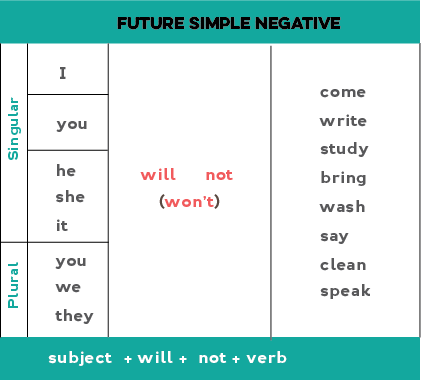 FUTURE SIMPLE NEGATIVE
Singular
I
you
he
she
it
Plural
you
we
they
will not
(won't)
come
write
study
bring
wash
say
clean
speak
subject + will + not + verb